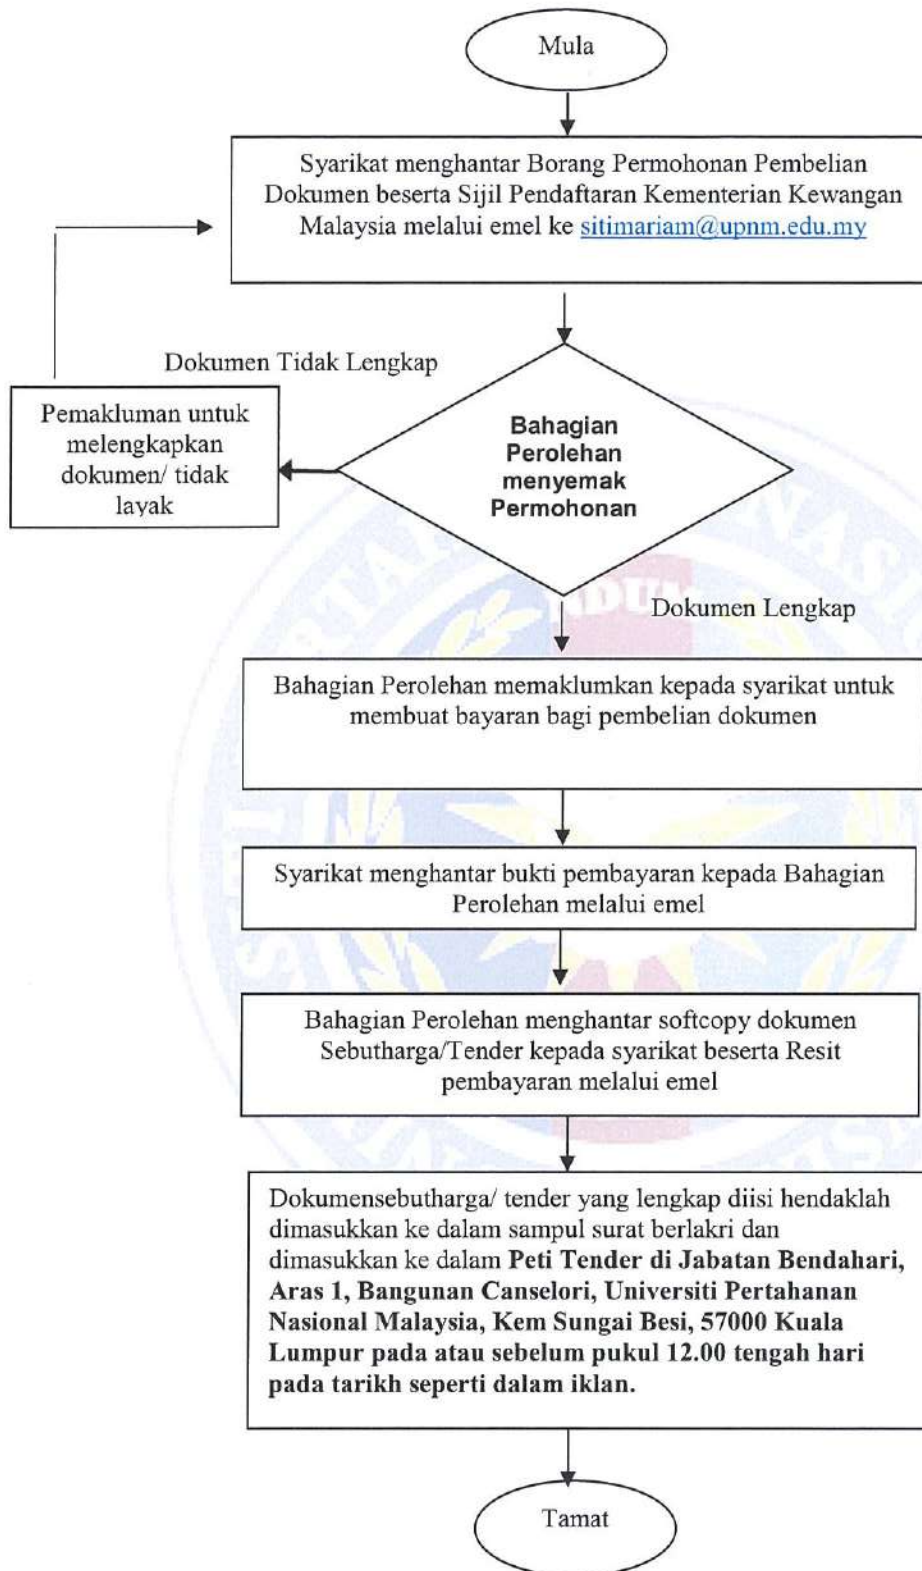 Mula
Syarikat menghantar Borang Permohonan Pembelian
Dokumen beserta Sijil Pendaftaran Kementerian Kewangan
Malaysia melalui emel ke sitimariam@upnm.edu.my
Dokumen Tidak Lengkap
Pemakluman untuk
melengkapkan
dokumen/ tidak
layak
Bahagian
Perolehan
menyemak
Permohonan
Dokumen Lengkap
Bahagian Perolehan memaklumkan kepada syarikat untuk
membuat bayaran bagi pembelian dokumen
Syarikat menghantar bukti pembayaran kepada Bahagian
Perolehan melalui emel
Bahagian Perolehan menghantar softcopy dokumen
Sebutharga/Tender kepada syarikat beserta Resit
pembayaran melalui emel
Dokumensebutharga/ tender yang lengkap diisi hendaklah
dimasukkan ke dalam sampul surat berlakri dan
dimasukkan ke dalam Peti Tender di Jabatan Bendahari,
Aras 1, Bangunan Canselori, Universiti Pertahanan
Nasional Malaysia, Kem Sungai Besi, 57000 Kuala
Lumpur pada atau sebelum pukul 12.00 tengah hari
pada tarikh seperti dalam iklan.
Tamat